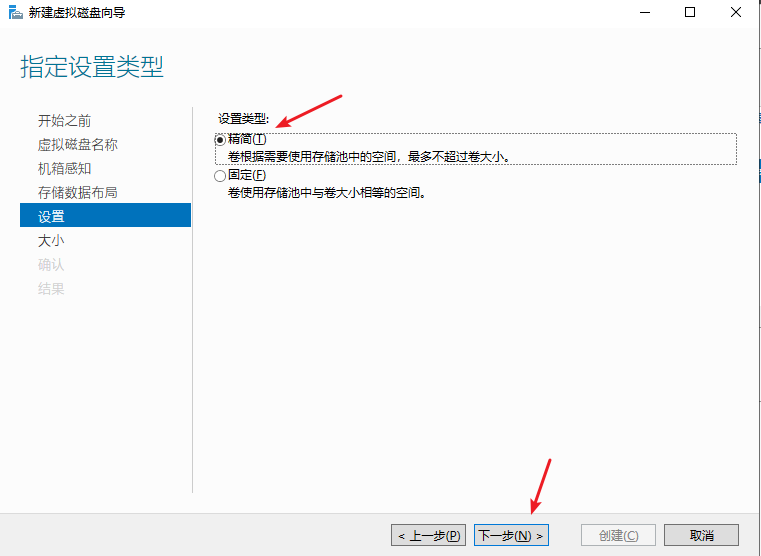 新建虚拟磁盘向导
指定设置类型
开始之前
虚拟磁盘名称
机箱感知
存储数据布局
设置
大小
确认
结果
设置类型:
精简(T)
卷根据需要使用存储池中的空间，最多不超过卷大小。
固定(F)
卷使用存储池中与卷大小相等的空间。
< 上一步(P)
下一步(N) >
创建(C)
取消